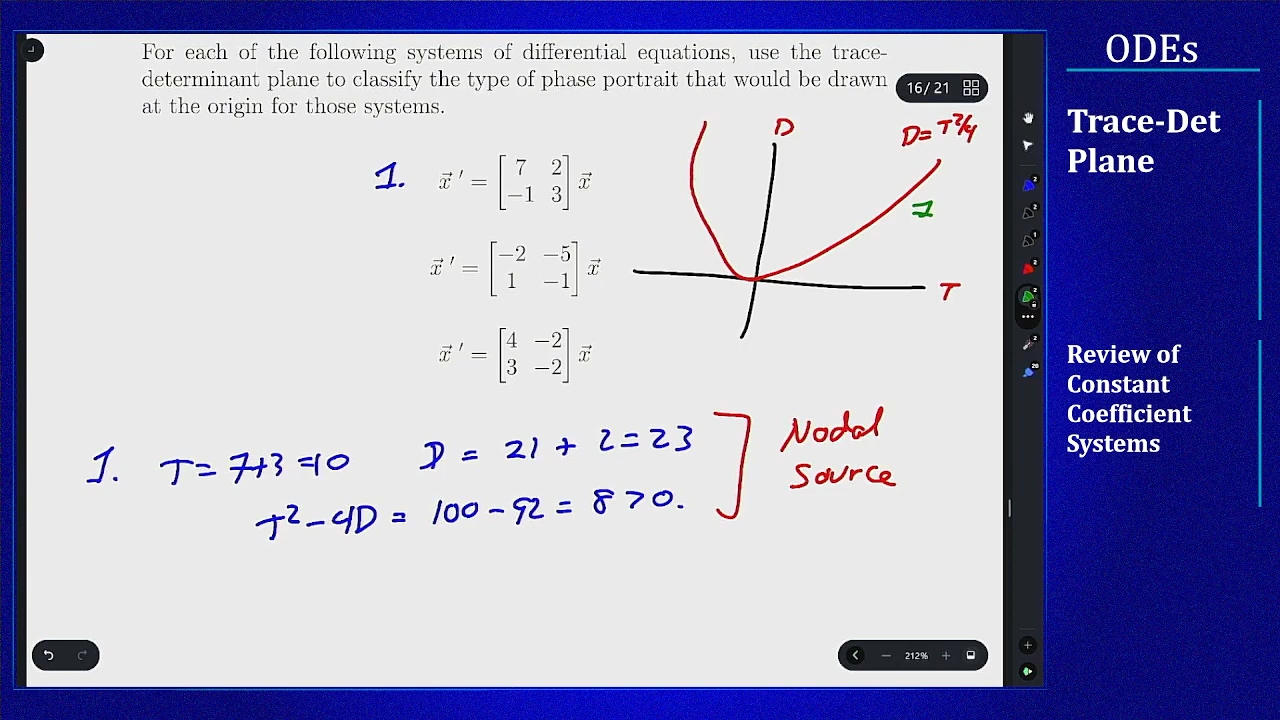 For each of the following systems of differential equations, use the trace-
determinant plane to classify the type of phase portrait that would be drawn
at the origin for those systems.
16/21
ODEs
Trace-Det
Plane
Review of
Constant
Coefficient
Systems
D
D=T²/4
1
T
1. x⃗ ′ = [7 2; −1 3] x⃗
x⃗ ′ = [−2 −5; 1 −1] x⃗
x⃗ ′ = [4 −2; 3 −2] x⃗
1. T= 7+3 =10 D = 21 + 2 = 23
T²-4D = 100 - 92 = 8 > 0.
Nodal
Source
212%